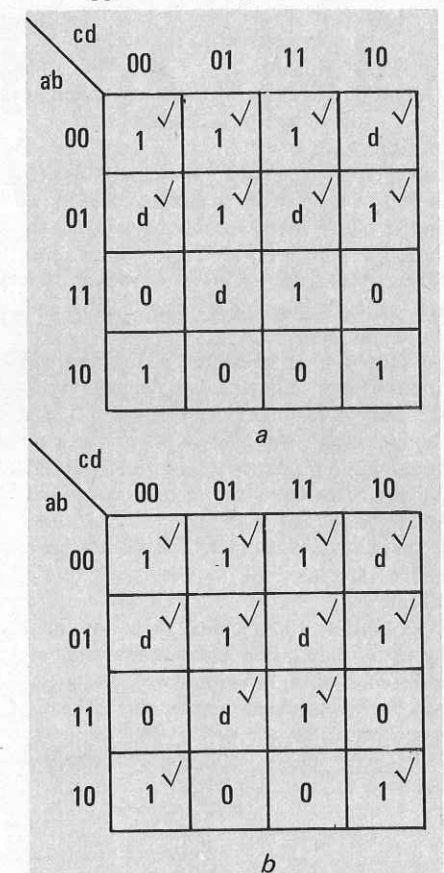 cd
ab 00 01 11 10
00 1✓ 1✓ 1✓ d✓
01 d✓ 1✓ d✓ 1✓
11 0 d 1 0
10 1 0 0 1
a
cd
ab 00 01 11 10
00 1✓ 1✓ 1✓ d✓
01 d✓ 1✓ d✓ 1✓
11 0 d✓ 1✓ 0
10 1✓ 0 0 1✓
b